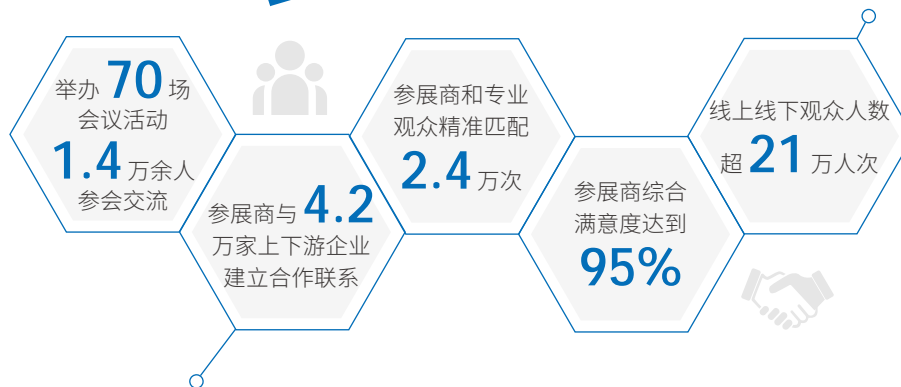 举办 70 场
会议活动
1.4 万余人
参会交流
参展商与 4.2
万家上下游企业
建立合作联系
参展商和专业
观众精准匹配
2.4 万次
参展商综合
满意度达到
95%
线上线下观众人数
超 21 万人次